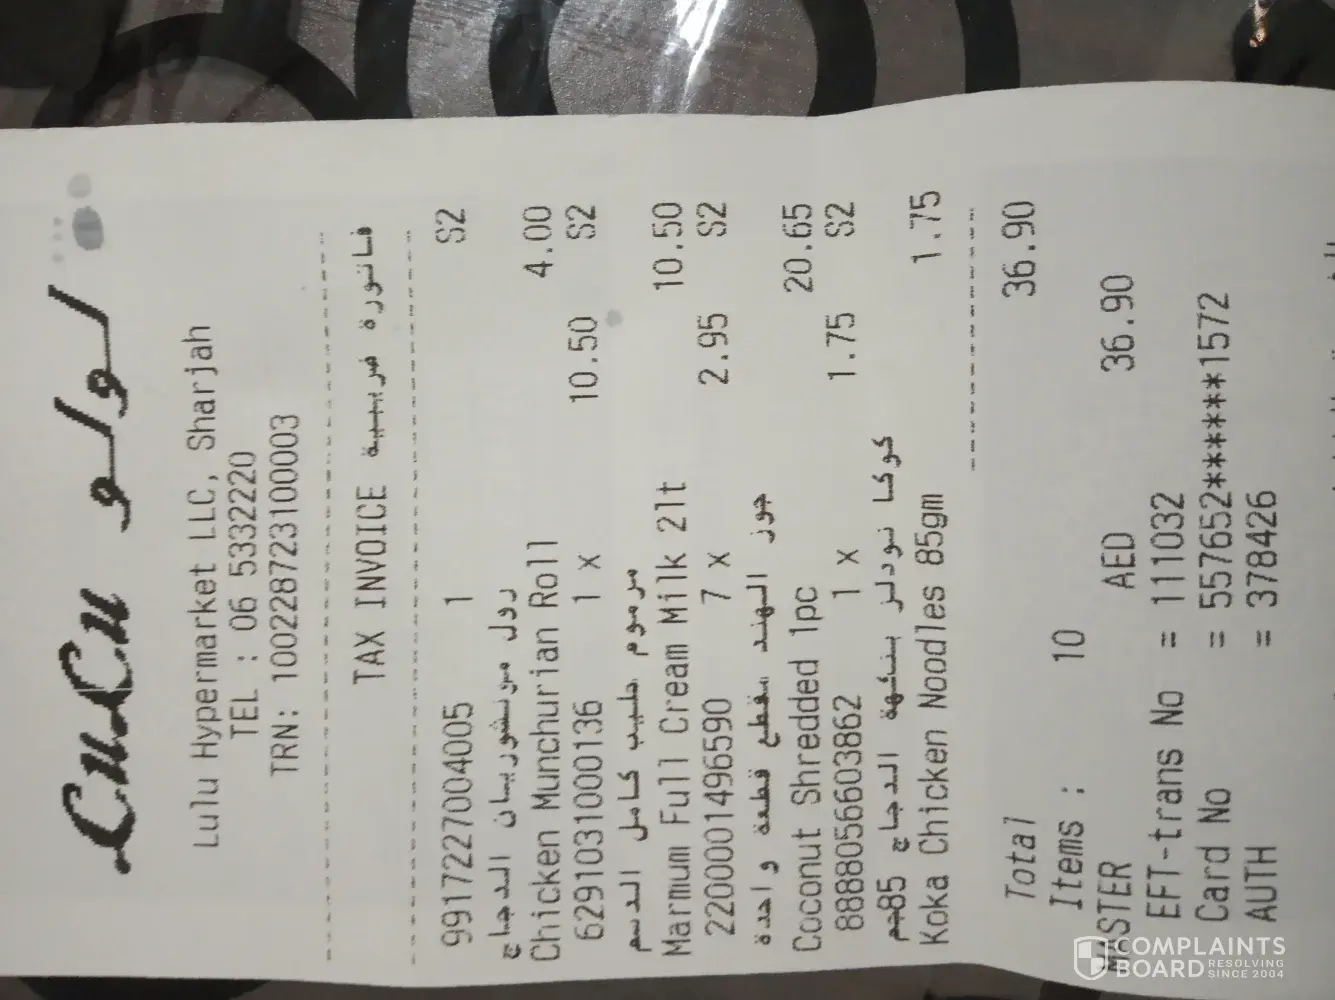 LuLu لولو
Lulu Hypermarket LLC, Sharjah
TEL : 06 5332220
TRN: 100228723100003
TAX INVOICE فاتورة ضريبية
9917227004005 1 S2
رول مونشوريان الدجاج
Chicken Munchurian Roll 4.00
6291031000136 1 x 10.50 S2
مرموم حليب كامل الدسم
Marmum Full Cream Milk 2lt 10.50
2200001496590 7 x 2.95 S2
جوز الهند مقطع قطعة واحدة
Coconut Shredded 1pc 20.65
8888056603862 1 x 1.75 S2
كوكا نودلز بنكهة الدجاج 85جم
Koka Chicken Noodles 85gm 1.75
Total 36.90
Items : 10
MASTER AED 36.90
EFT-trans No = 111032
Card No = 557652******1572
AUTH = 378426
COMPLAINTS
BOARD RESOLVING
SINCE 2004